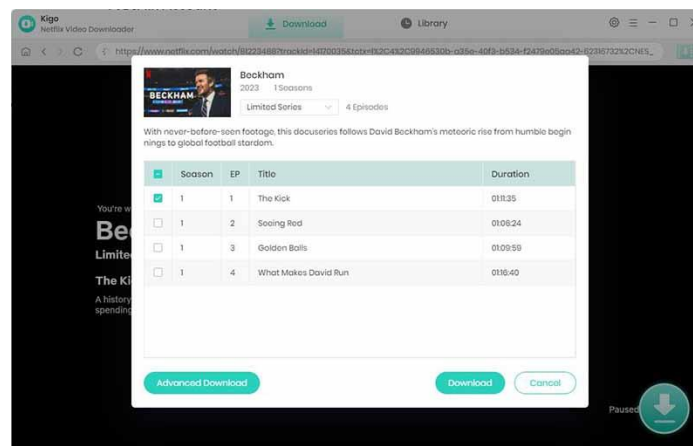 Kigo
Netflix Video Downloader
Download
Library
BECKHAM
Beckham
2023 1 Seasons
Limited Series
4 Episodes
With never-before-seen footage, this docuseries follows David Beckham's meteoric rise from humble begin
nings to global football stardom.
Season EP Title Duration
1 1 The Kick 01:11:35
1 2 Seeing Red 01:06:24
1 3 Golden Balls 01:09:59
1 4 What Makes David Run 01:16:40
You're w
Be
Limite
The Ki
A history
spending
Advanced Download
Download
Cancel
Paused